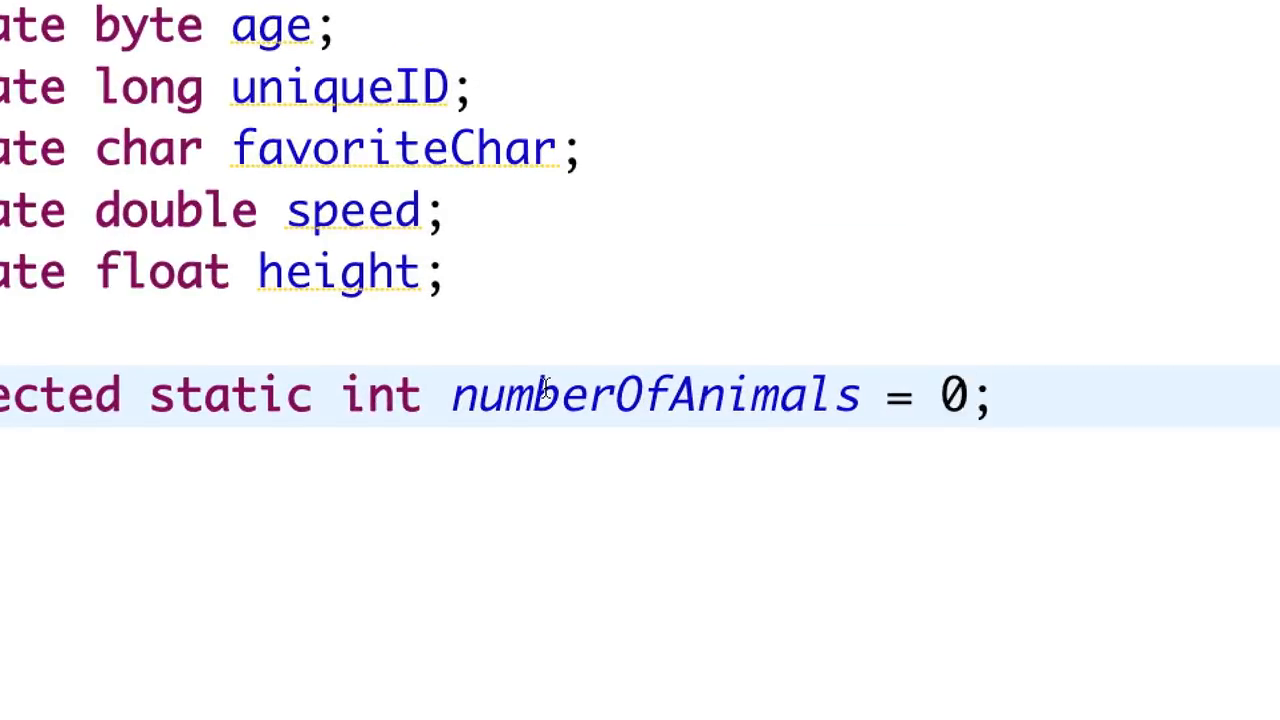 ate byte age;
ate long uniqueID;
ate char favoriteChar;
ate double speed;
ate float height;
ected static int numberOfAnimals = 0;